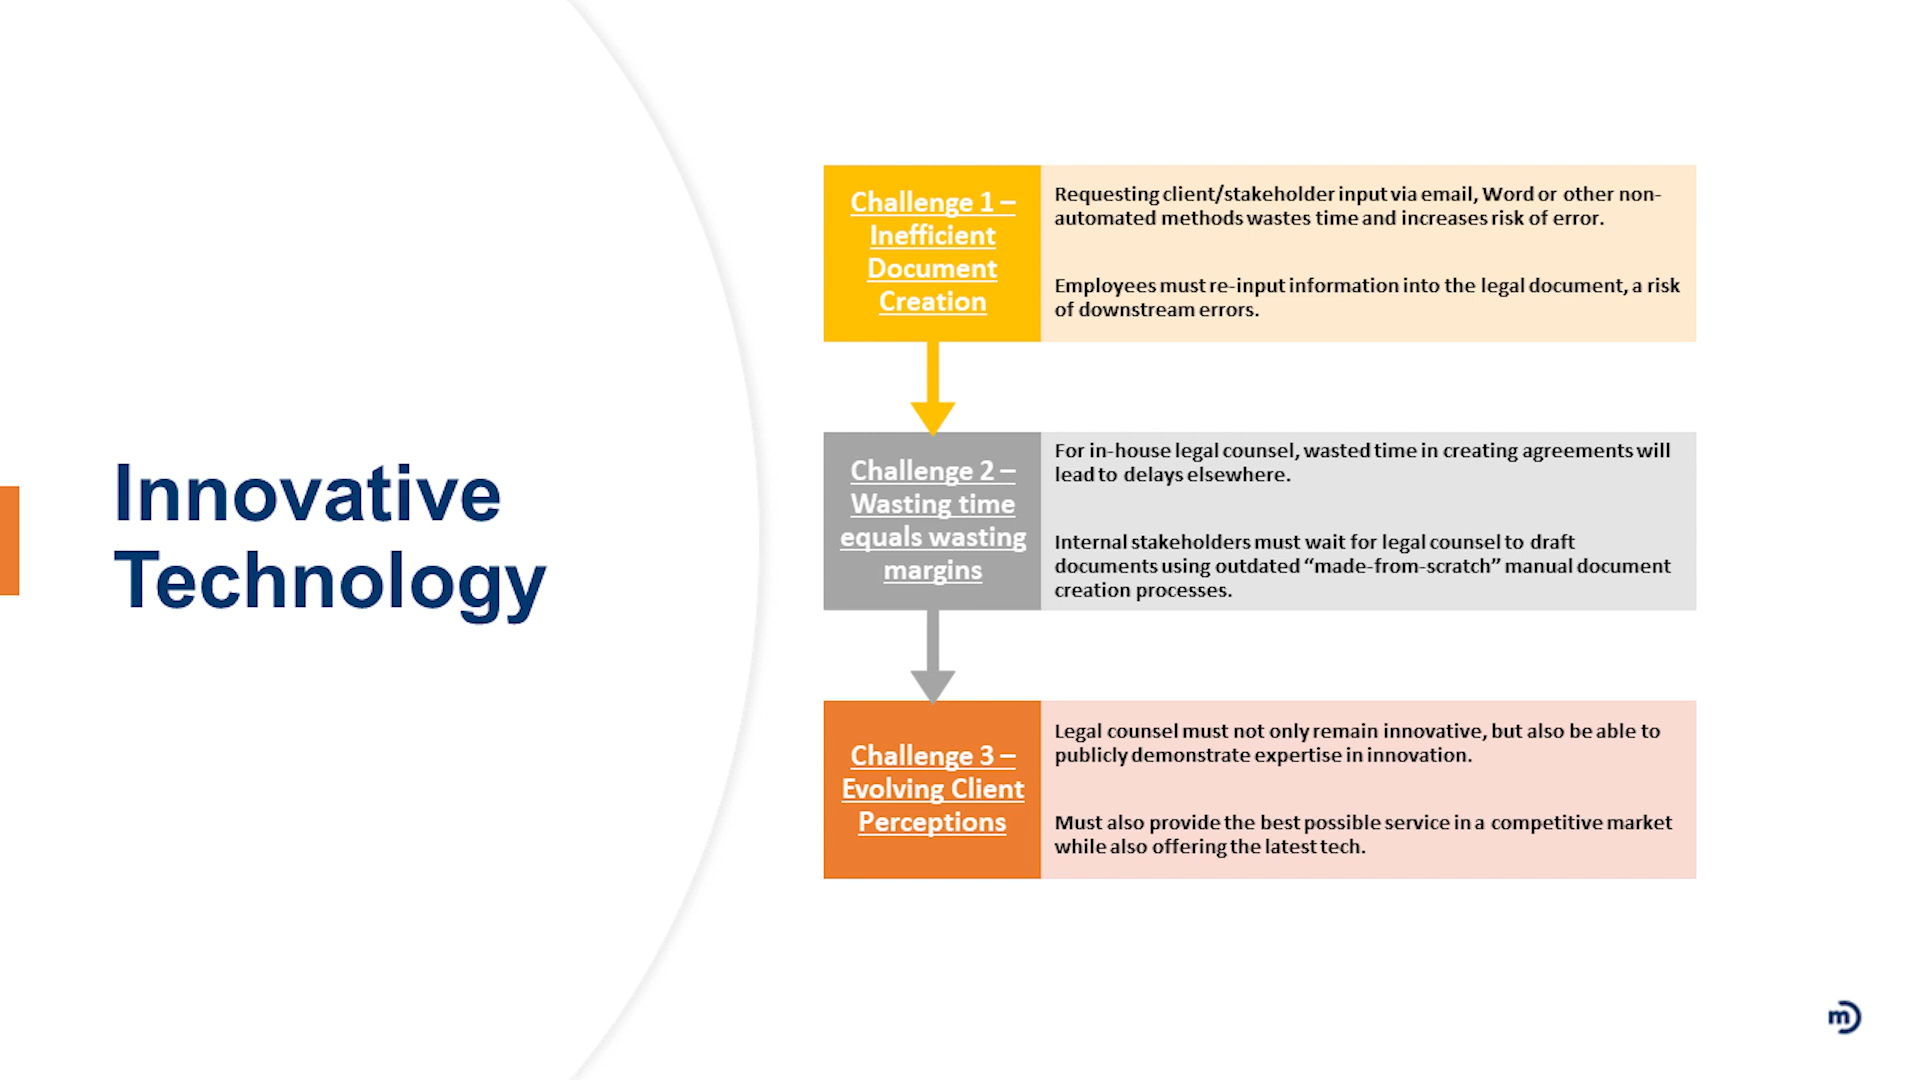 Innovative
Technology
Challenge 1 –
Inefficient
Document
Creation
Requesting client/stakeholder input via email, Word or other non-
automated methods wastes time and increases risk of error.
Employees must re-input information into the legal document, a risk
of downstream errors.
Challenge 2 –
Wasting time
equals wasting
margins
For in-house legal counsel, wasted time in creating agreements will
lead to delays elsewhere.
Internal stakeholders must wait for legal counsel to draft
documents using outdated “made-from-scratch” manual document
creation processes.
Challenge 3 –
Evolving Client
Perceptions
Legal counsel must not only remain innovative, but also be able to
publicly demonstrate expertise in innovation.
Must also provide the best possible service in a competitive market
while also offering the latest tech.
m